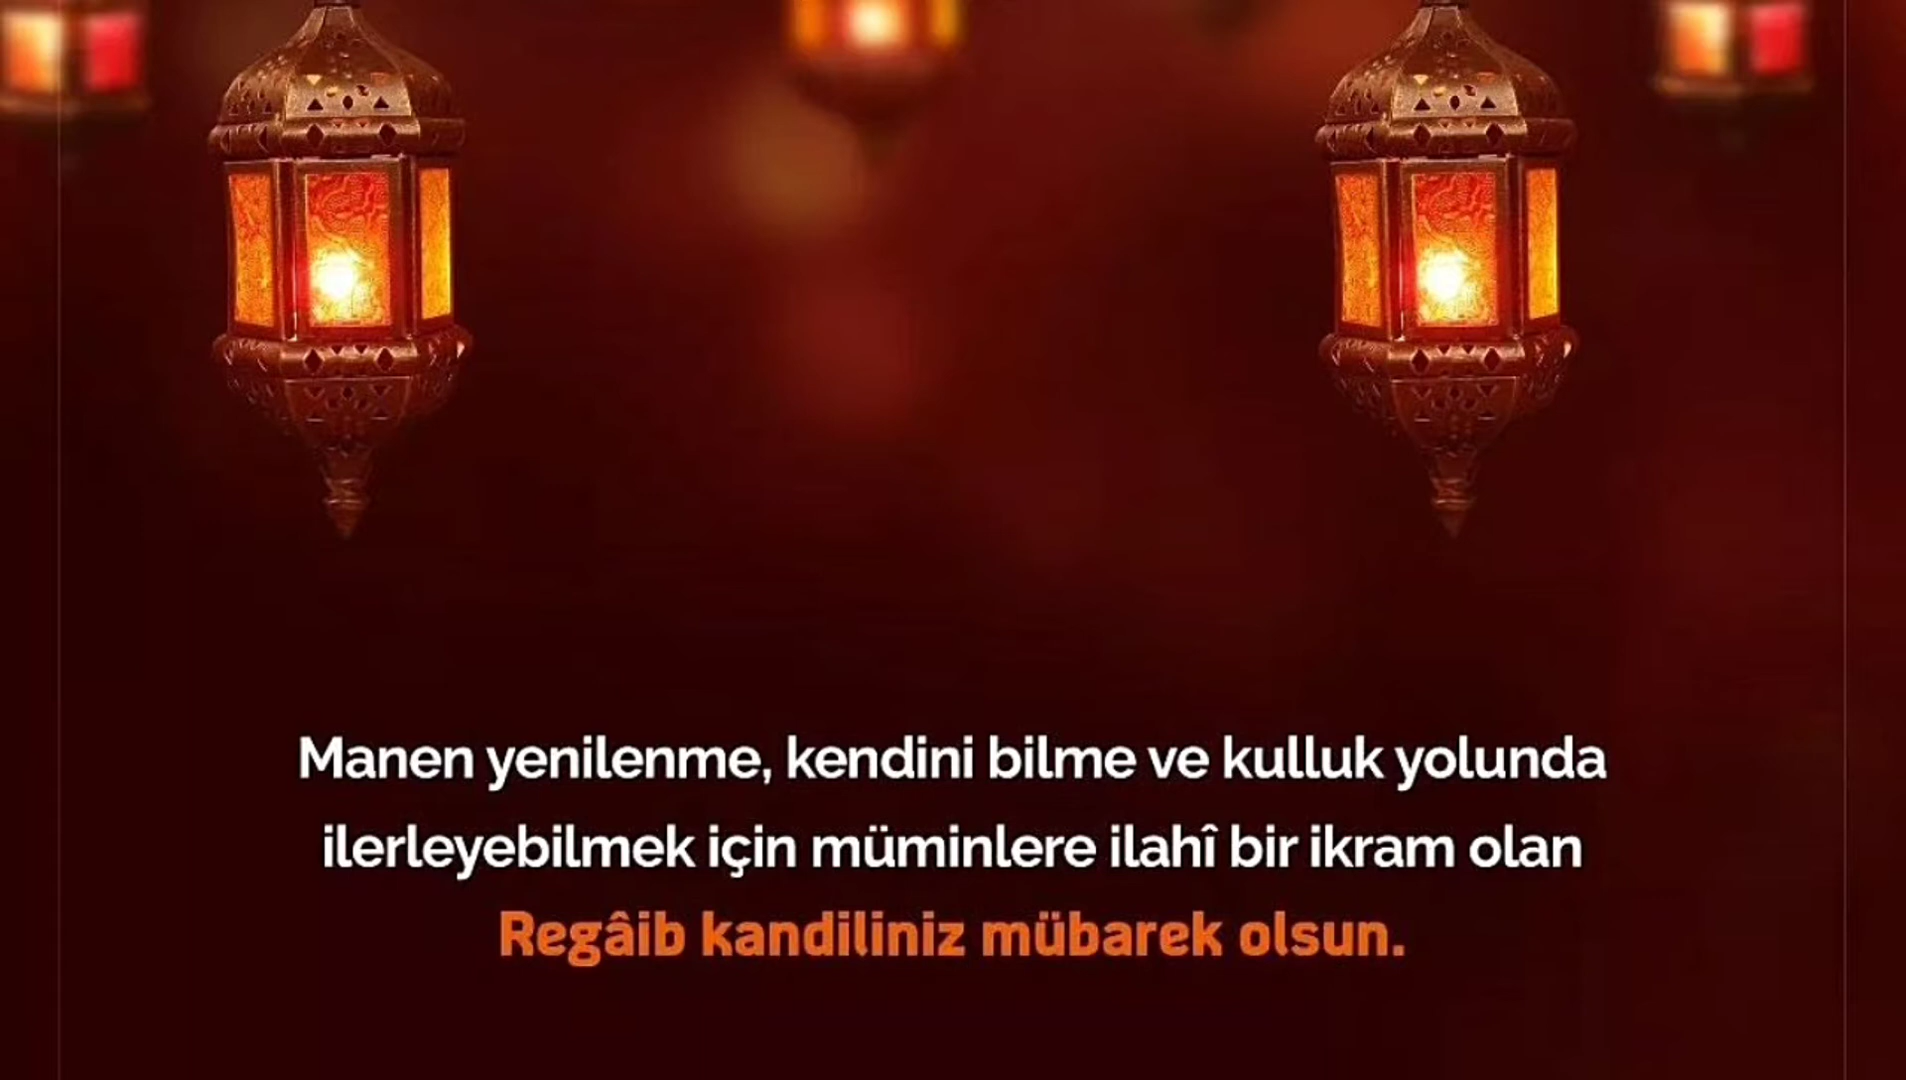 Manen yenilenme, kendini bilme ve kulluk yolunda
ilerleyebilmek için müminlere ilahî bir ikram olan
Regâib kandiliniz mübarek olsun.